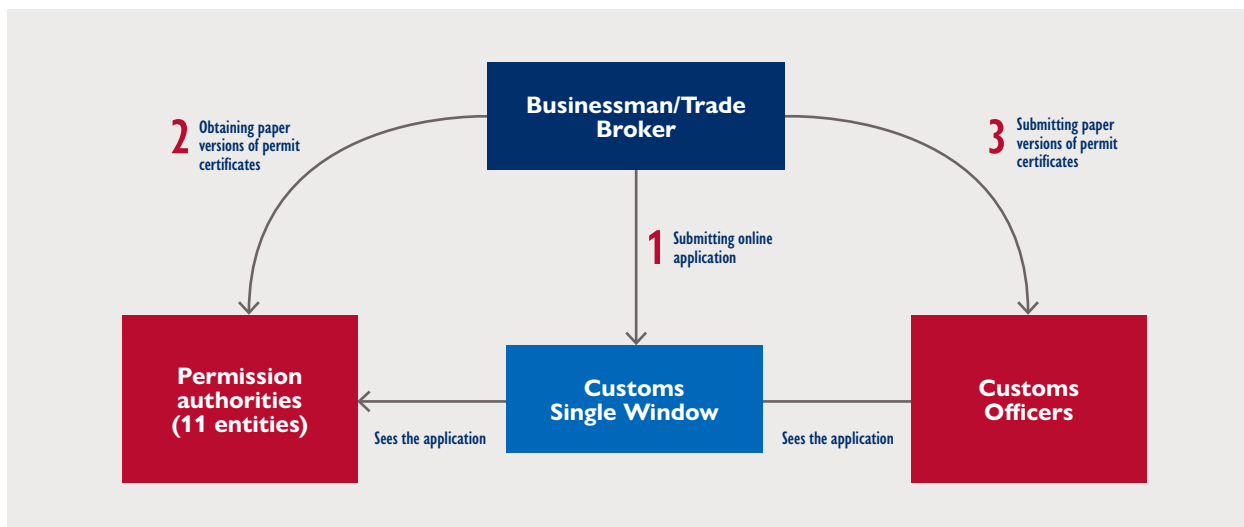 Businessman/Trade
Broker
2 Obtaining paper
versions of permit
certificates
3 Submitting paper
versions of permit
certificates
1 Submitting online
application
Permission
authorities
(11 entities)
Sees the application
Customs
Single Window
Sees the application
Customs
Officers